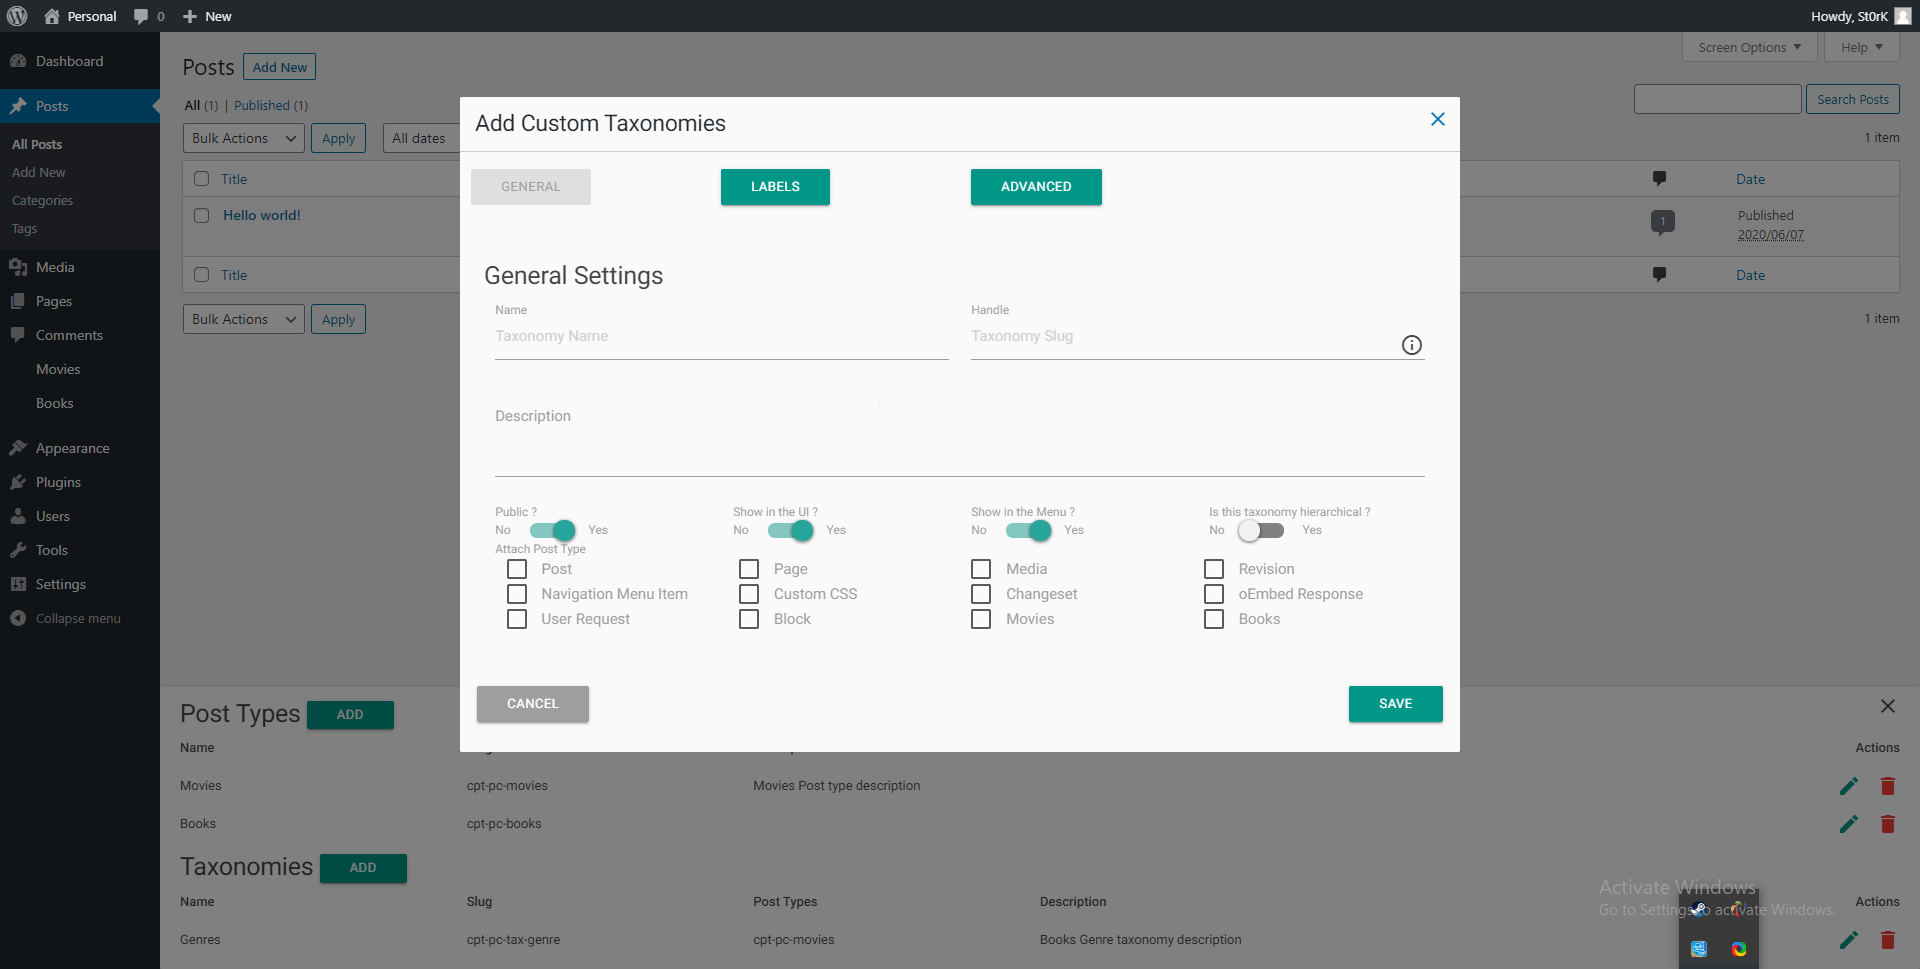 Personal 0 New Howdy, St0rK
Dashboard
Posts
All Posts
Add New
Categories
Tags
Media
Pages
Comments
Movies
Books
Appearance
Plugins
Users
Tools
Settings
Collapse menu
Screen Options Help
Posts Add New
All (1) | Published (1)
Search Posts
Bulk Actions Apply All dates
1 item
Title Date
Hello world! 1 Published
2020/06/07
Title Date
Bulk Actions Apply
1 item
Add Custom Taxonomies
GENERAL LABELS ADVANCED
General Settings
Name Handle
Taxonomy Name Taxonomy Slug
Description
Public ? Show in the UI ? Show in the Menu ? Is this taxonomy hierarchical ?
No Yes No Yes No Yes No Yes
Attach Post Type
Post Page Media Revision
Navigation Menu Item Custom CSS Changeset oEmbed Response
User Request Block Movies Books
CANCEL SAVE
Post Types ADD
Name Actions
Movies cpt-pc-movies Movies Post type description
Books cpt-pc-books
Taxonomies ADD
Name Slug Post Types Description Actions
Genres cpt-pc-tax-genre cpt-pc-movies Books Genre taxonomy description
Activate Windows
Go to Settings to activate Windows.